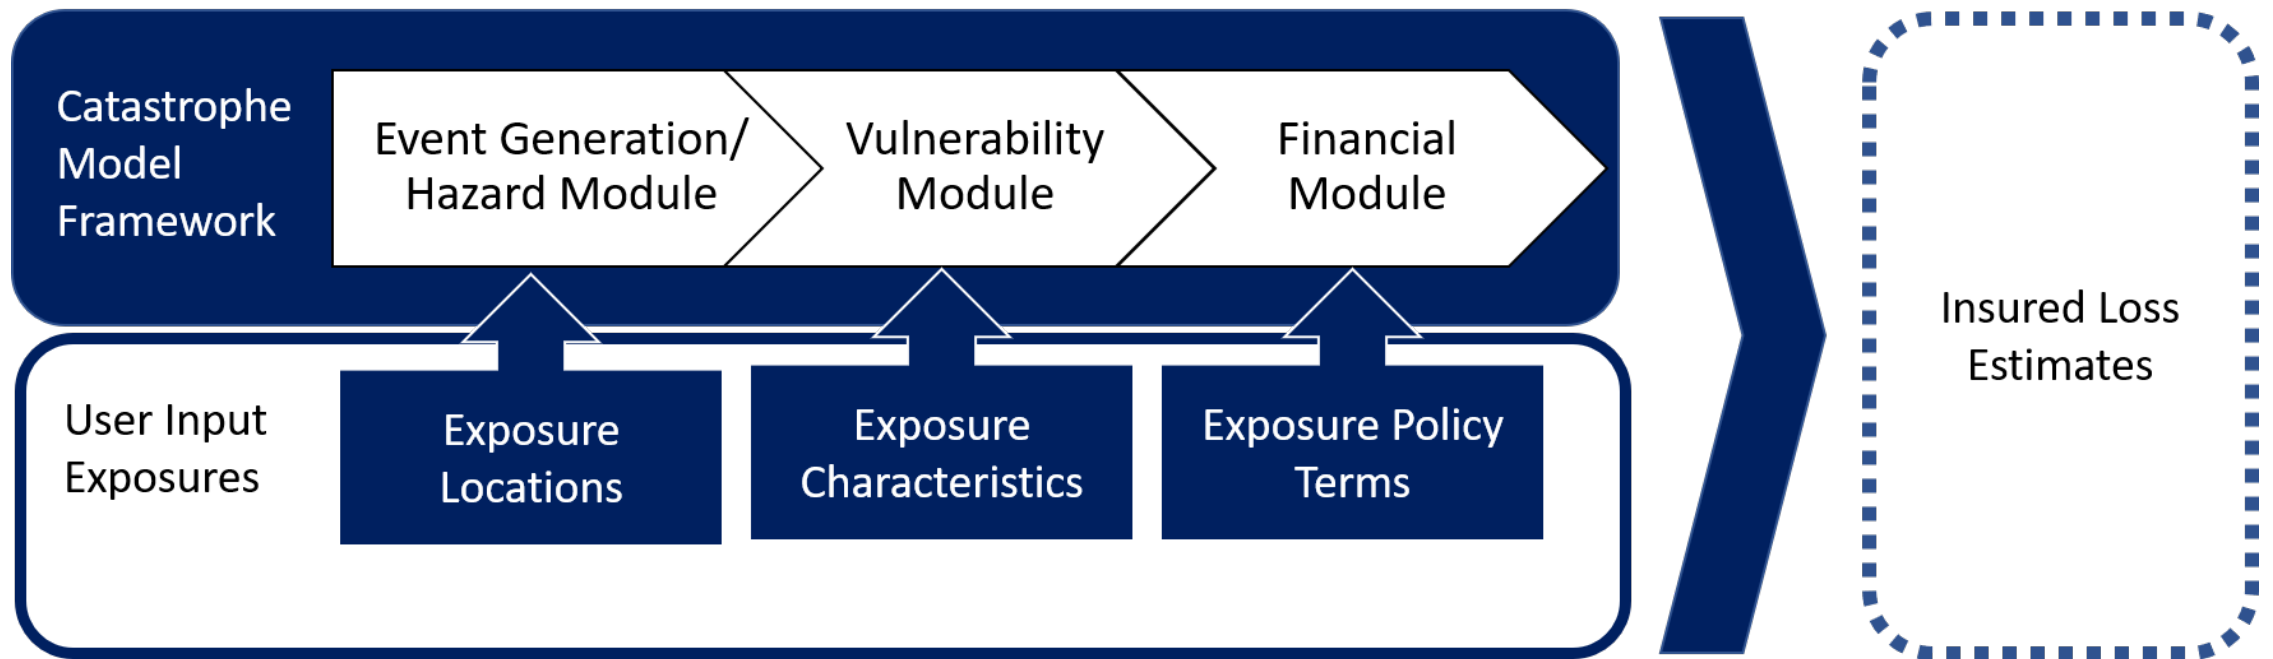 Catastrophe
Model
Framework
Event Generation/
Hazard Module
Vulnerability
Module
Financial
Module
User Input
Exposures
Exposure
Locations
Exposure
Characteristics
Exposure Policy
Terms
Insured Loss
Estimates